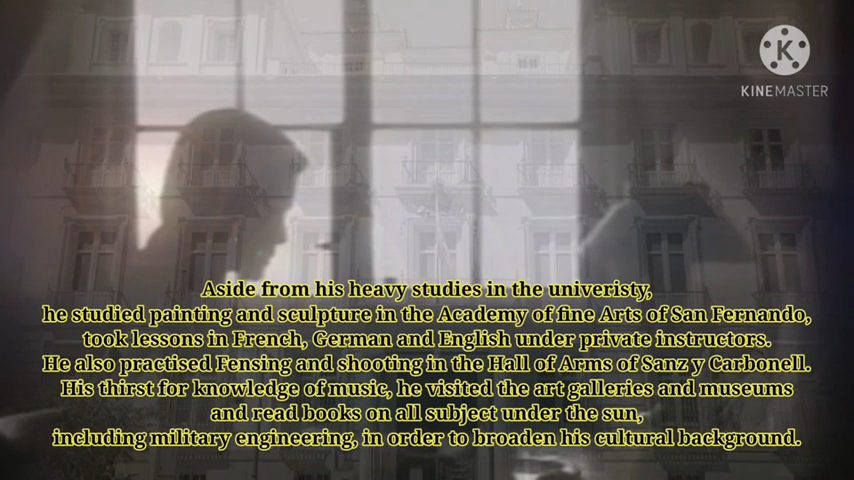 KINEMASTER
Aside from his heavy studies in the univeristy,
he studied painting and sculpture in the Academy of fine Arts of San Fernando,
took lessons in French, German and English under private instructors.
He also practised Fensing and shooting in the Hall of Arms of Sanz y Carbonell.
His thirst for knowledge of music, he visited the art galleries and museums
and read books on all subject under the sun,
including military engineering, in order to broaden his cultural background.